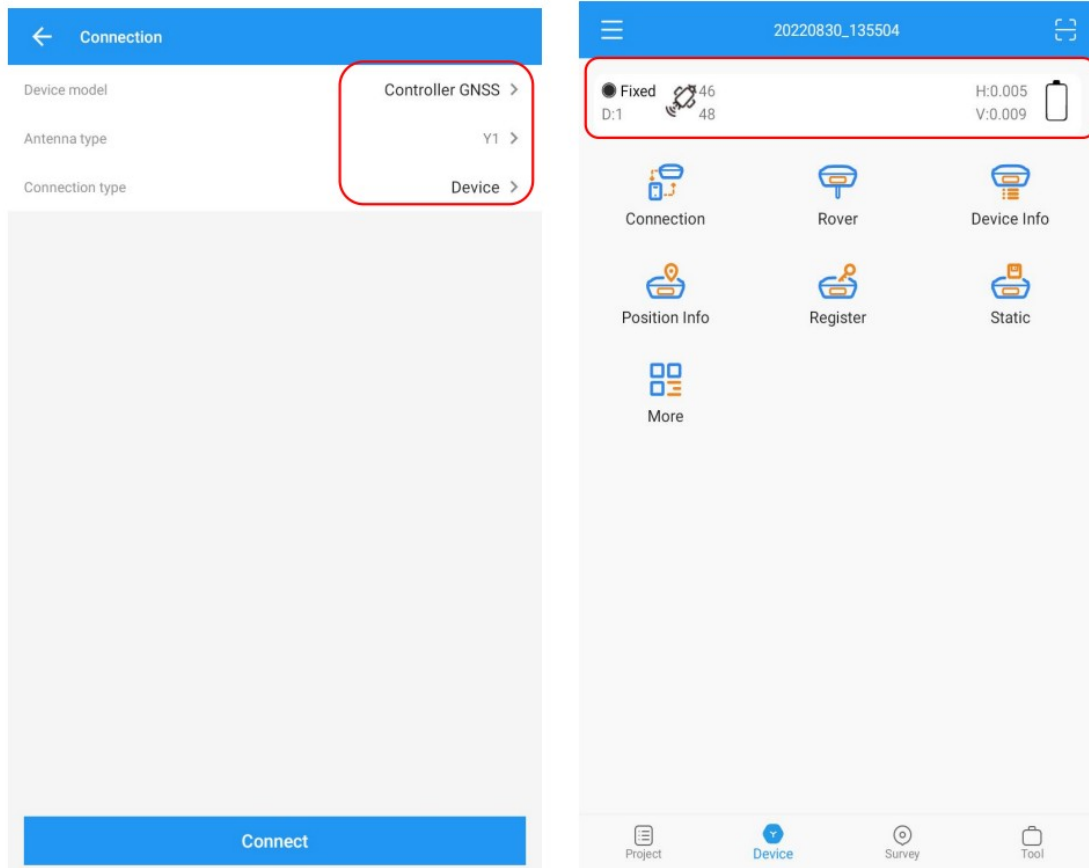 Connection
Device model
Controller GNSS
Antenna type
Y1
Connection type
Device
Connect
20220830_135504
Fixed
46
H:0.005
D:1
48
V:0.009
Connection
Rover
Device Info
Position Info
Register
Static
More
Project
Device
Survey
Tool